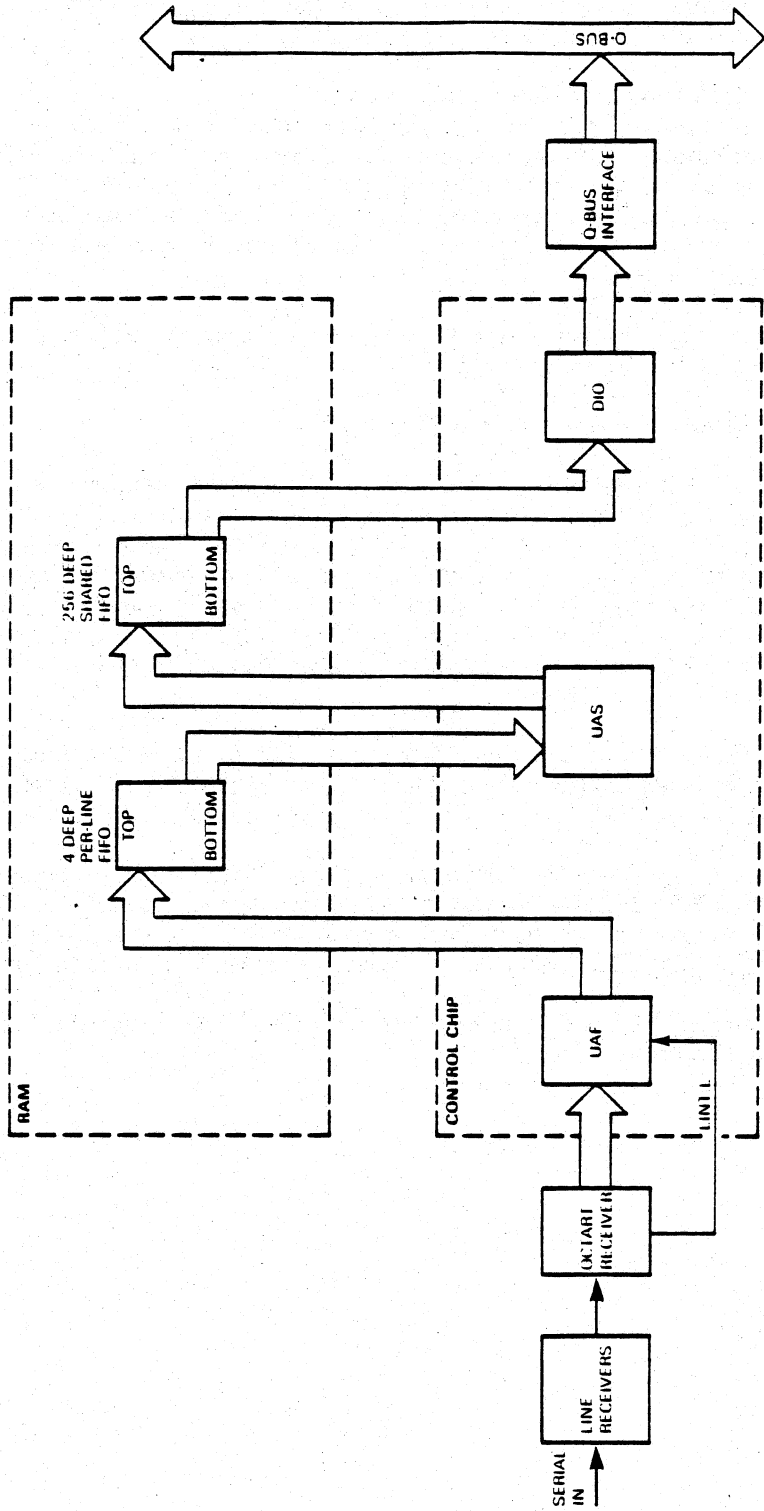 RAM
4 DEEP
PER-LINE
FIFO
TOP
BOTTOM
256 DEEP
SHARED
FIFO
TOP
BOTTOM
CONTROL CHIP
SERIAL
IN
LINE
RECEIVERS
OCTART
RECEIVER
LINT L
UAF
UAS
DIO
Q-BUS
INTERFACE
Q-BUS